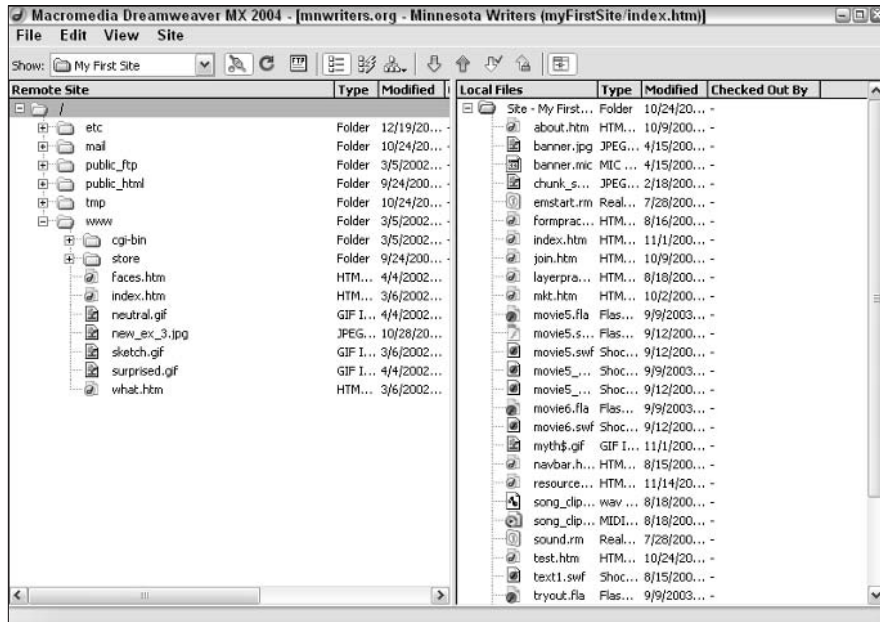 Macromedia Dreamweaver MX 2004 - [mnwriters.org - Minnesota Writers (myFirstSite/index.htm)]
File Edit View Site
Show: My First Site
Remote Site Type Modified
/
etc Folder 12/19/20... -
mail Folder 10/24/20... -
public_ftp Folder 3/5/2002... -
public_html Folder 9/24/200... -
tmp Folder 10/24/20... -
www Folder 3/5/2002... -
cgi-bin Folder 3/5/2002... -
store Folder 9/24/200... -
faces.htm HTM... 4/4/2002...
index.htm HTM... 3/6/2002...
neutral.gif GIF I... 4/4/2002...
new_ex_3.jpg JPEG... 10/28/20...
sketch.gif GIF I... 3/6/2002...
surprised.gif GIF I... 4/4/2002...
what.htm HTM... 3/6/2002...
Local Files Type Modified Checked Out By
Site - My First... Folder 10/24/20... -
about.htm HTM... 10/9/200... -
banner.jpg JPEG... 4/15/200... -
banner.mic MIC ... 4/15/200... -
chunk_s... JPEG... 2/18/200... -
emstart.rm Real... 7/28/200... -
formprac... HTM... 8/16/200... -
index.htm HTM... 11/1/200... -
join.htm HTM... 10/9/200... -
layerpra... HTM... 8/18/200... -
mkt.htm HTM... 10/2/200... -
movie5.fla Flas... 9/9/2003... -
movie5.s... Flas... 9/12/200... -
movie5.swf Shoc... 9/12/200... -
movie5_... Shoc... 9/9/2003... -
movie5_... Shoc... 9/12/200... -
movie6.fla Flas... 9/9/2003... -
movie6.swf Shoc... 9/12/200... -
myth$.gif GIF I... 11/1/200... -
navbar.h... HTM... 8/15/200... -
resource... HTM... 11/14/20... -
song_clip... wav ... 8/18/200... -
song_clip... MIDI... 8/18/200... -
sound.rm Real... 7/28/200... -
test.htm HTM... 10/24/20... -
text1.swf Shoc... 8/15/200... -
tryout.fla Flas... 9/9/2003... -